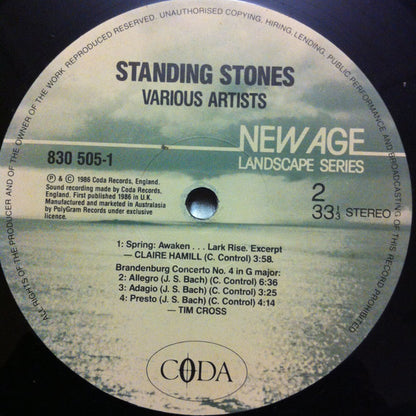 ALL RIGHTS OF THE PRODUCER AND OF THE OWNER OF THE WORK REPRODUCED RESERVED. UNAUTHORISED COPYING, HIRING, LENDING, PUBLIC PERFORMANCE AND BROADCASTING OF THIS RECORD PROHIBITED
STANDING STONES
VARIOUS ARTISTS
NEW AGE
LANDSCAPE SERIES
830 505-1
℗ & © 1986 Coda Records, England.
Sound recording made by Coda Records,
England. First published 1986 in U.K.
Manufactured and marketed in Australasia
by PolyGram Records under exclusive
licence.
2
33⅓ STEREO
1: Spring: Awaken . . . Lark Rise. Excerpt
— CLAIRE HAMILL (C. Control) 3:58.
Brandenburg Concerto No. 4 in G major:
2: Allegro (J. S. Bach) (C. Control) 6:36
3: Adagio (J. S. Bach) (C. Control) 3:25
4: Presto (J. S. Bach) (C. Control) 4:14
— TIM CROSS
CODA